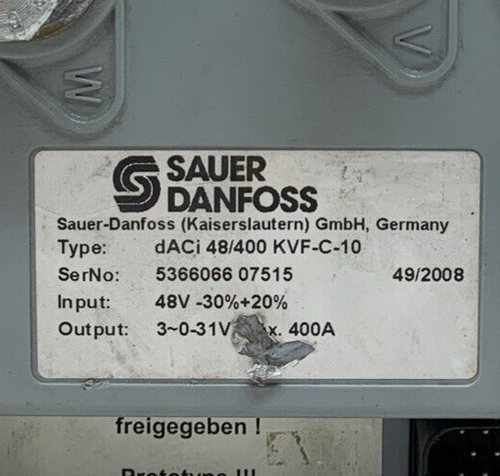 W
V
SAUER
DANFOSS
Sauer-Danfoss (Kaiserslautern) GmbH, Germany
Type: dACi 48/400 KVF-C-10
SerNo: 5366066 07515 49/2008
Input: 48V -30%+20%
Output: 3~0-31V x. 400A
freigegeben !
Prototype !!!